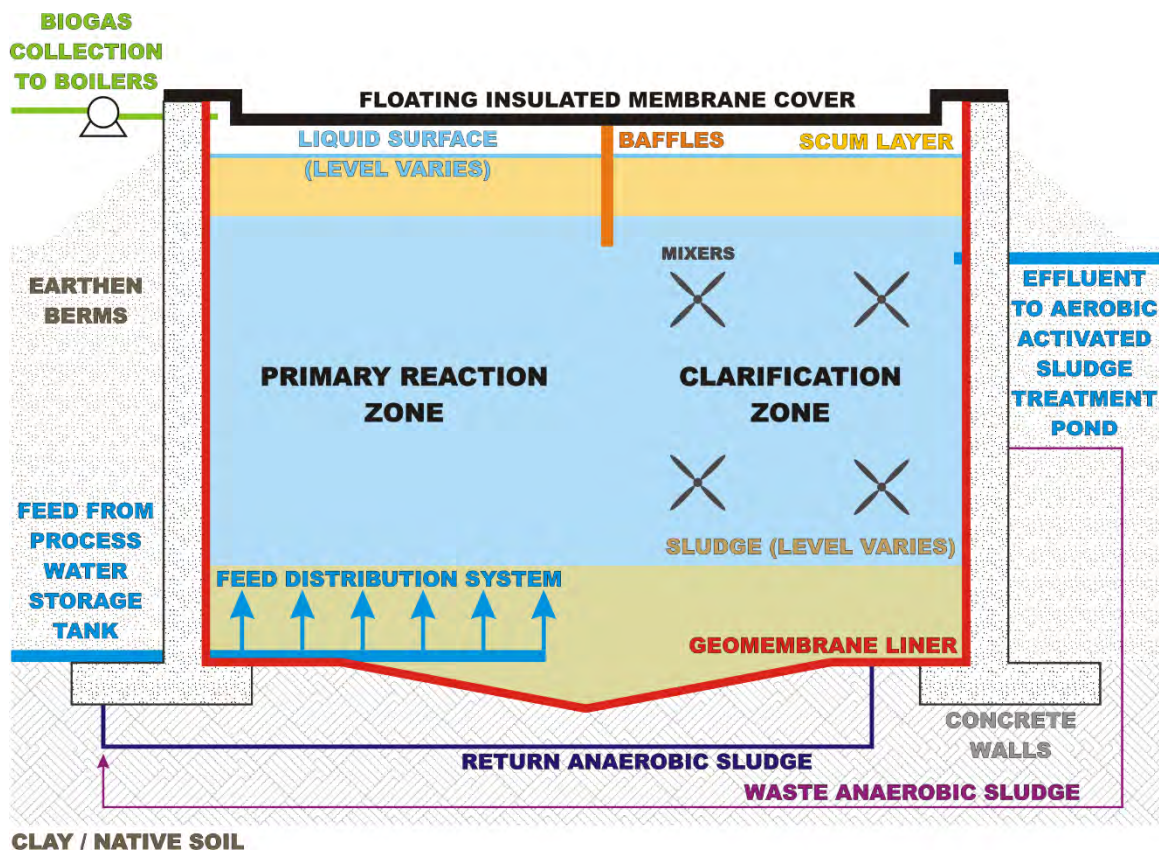 BIOGAS
COLLECTION
TO BOILERS
FLOATING INSULATED MEMBRANE COVER
LIQUID SURFACE
(LEVEL VARIES)
BAFFLES
SCUM LAYER
MIXERS
EARTHEN
BERMS
EFFLUENT
TO AEROBIC
ACTIVATED
SLUDGE
TREATMENT
POND
PRIMARY REACTION
ZONE
CLARIFICATION
ZONE
FEED FROM
PROCESS
WATER
STORAGE
TANK
SLUDGE (LEVEL VARIES)
FEED DISTRIBUTION SYSTEM
GEOMEMBRANE LINER
CONCRETE
WALLS
RETURN ANAEROBIC SLUDGE
WASTE ANAEROBIC SLUDGE
CLAY / NATIVE SOIL